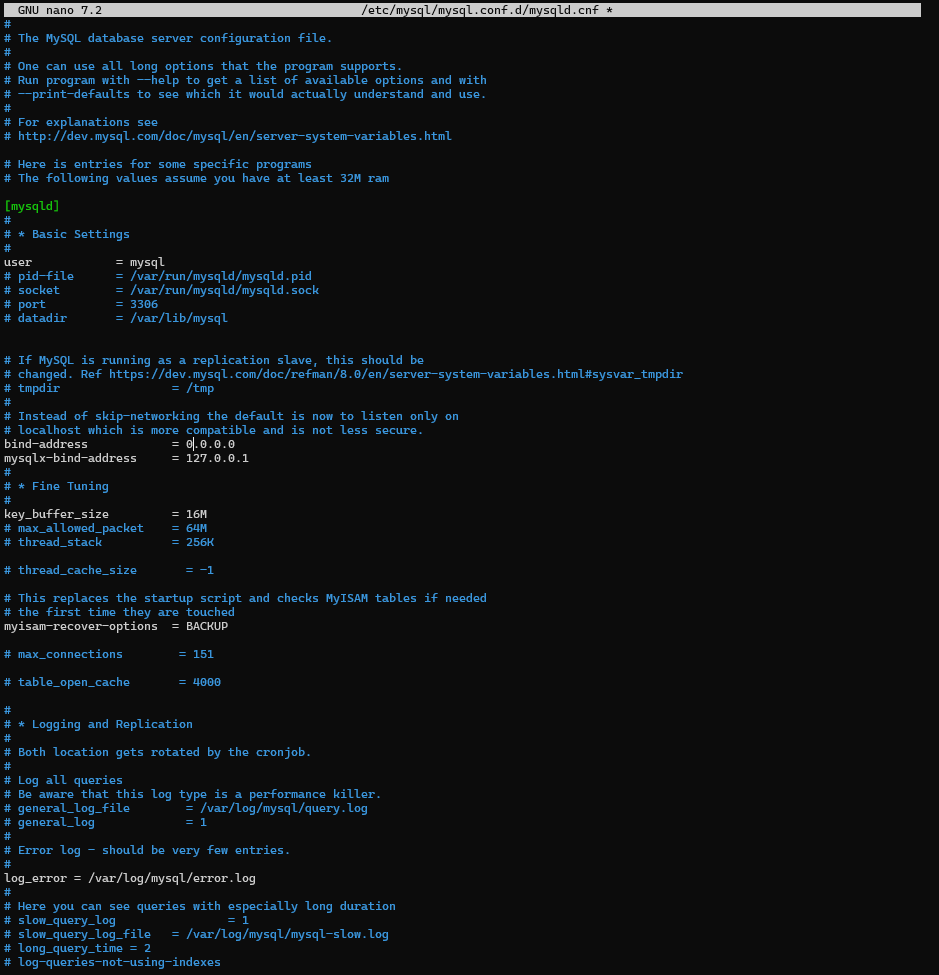 GNU nano 7.2 /etc/mysql/mysql.conf.d/mysqld.cnf *
#
# The MySQL database server configuration file.
#
# One can use all long options that the program supports.
# Run program with --help to get a list of available options and with
# --print-defaults to see which it would actually understand and use.
#
# For explanations see
# http://dev.mysql.com/doc/mysql/en/server-system-variables.html

# Here is entries for some specific programs
# The following values assume you have at least 32M ram

[mysqld]
#
# * Basic Settings
#
user            = mysql
# pid-file      = /var/run/mysqld/mysqld.pid
# socket        = /var/run/mysqld/mysqld.sock
# port          = 3306
# datadir       = /var/lib/mysql


# If MySQL is running as a replication slave, this should be
# changed. Ref https://dev.mysql.com/doc/refman/8.0/en/server-system-variables.html#sysvar_tmpdir
# tmpdir                = /tmp
#
# Instead of skip-networking the default is now to listen only on
# localhost which is more compatible and is not less secure.
bind-address            = 0.0.0.0
mysqlx-bind-address     = 127.0.0.1
#
# * Fine Tuning
#
key_buffer_size         = 16M
# max_allowed_packet    = 64M
# thread_stack          = 256K

# thread_cache_size       = -1

# This replaces the startup script and checks MyISAM tables if needed
# the first time they are touched
myisam-recover-options  = BACKUP

# max_connections        = 151

# table_open_cache       = 4000

#
# * Logging and Replication
#
# Both location gets rotated by the cronjob.
#
# Log all queries
# Be aware that this log type is a performance killer.
# general_log_file        = /var/log/mysql/query.log
# general_log             = 1
#
# Error log - should be very few entries.
#
log_error = /var/log/mysql/error.log
#
# Here you can see queries with especially long duration
# slow_query_log                = 1
# slow_query_log_file   = /var/log/mysql/mysql-slow.log
# long_query_time = 2
# log-queries-not-using-indexes